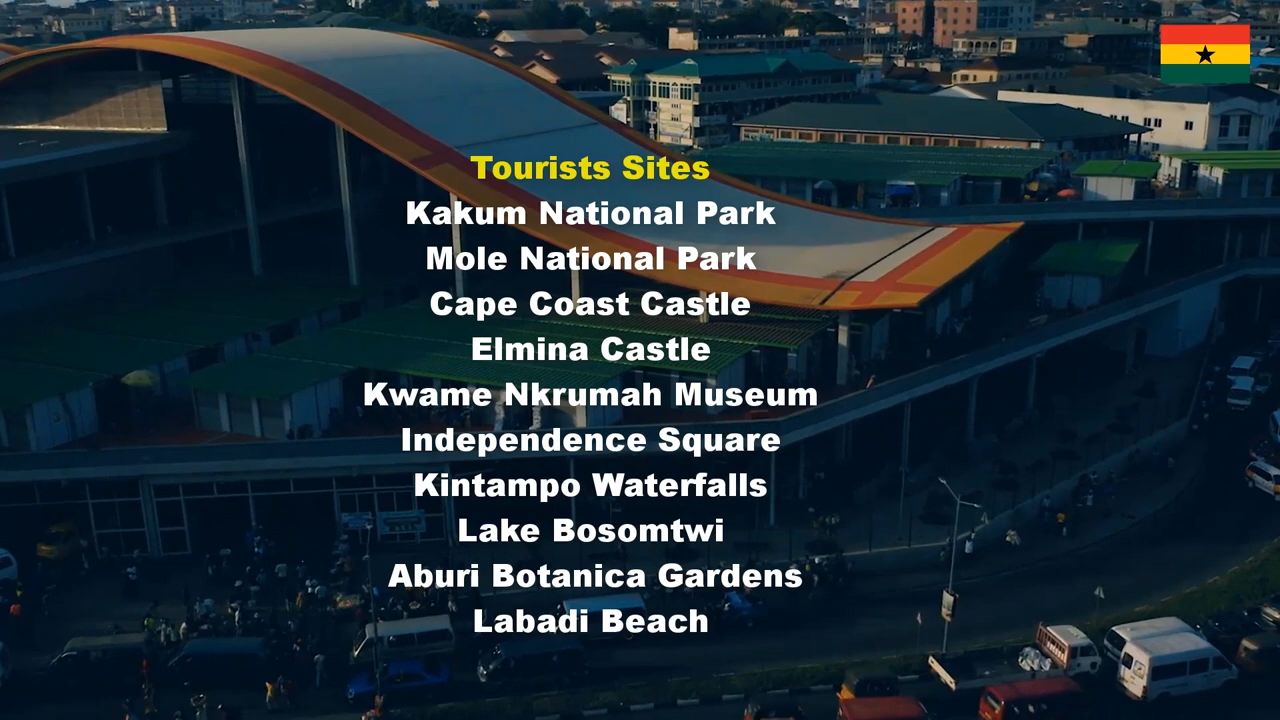 Tourists Sites
Kakum National Park
Mole National Park
Cape Coast Castle
Elmina Castle
Kwame Nkrumah Museum
Independence Square
Kintampo Waterfalls
Lake Bosomtwi
Aburi Botanica Gardens
Labadi Beach